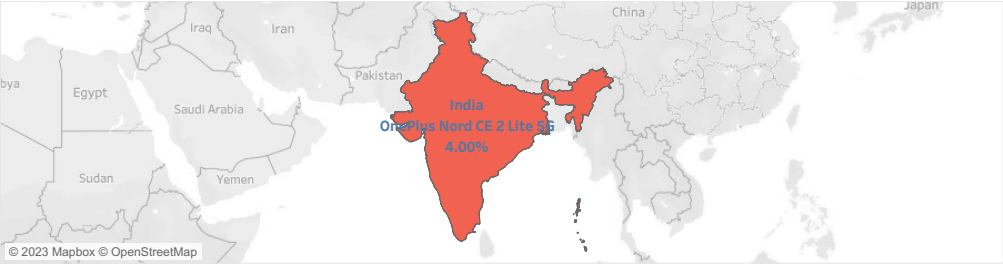 China
Japan
Iraq
Iran
Pakistan
bya
Egypt
Saudi Arabia
India
OnePlus Nord CE 2 Lite 5G
4.00%
Sudan
Yemen
© 2023 Mapbox © OpenStreetMap